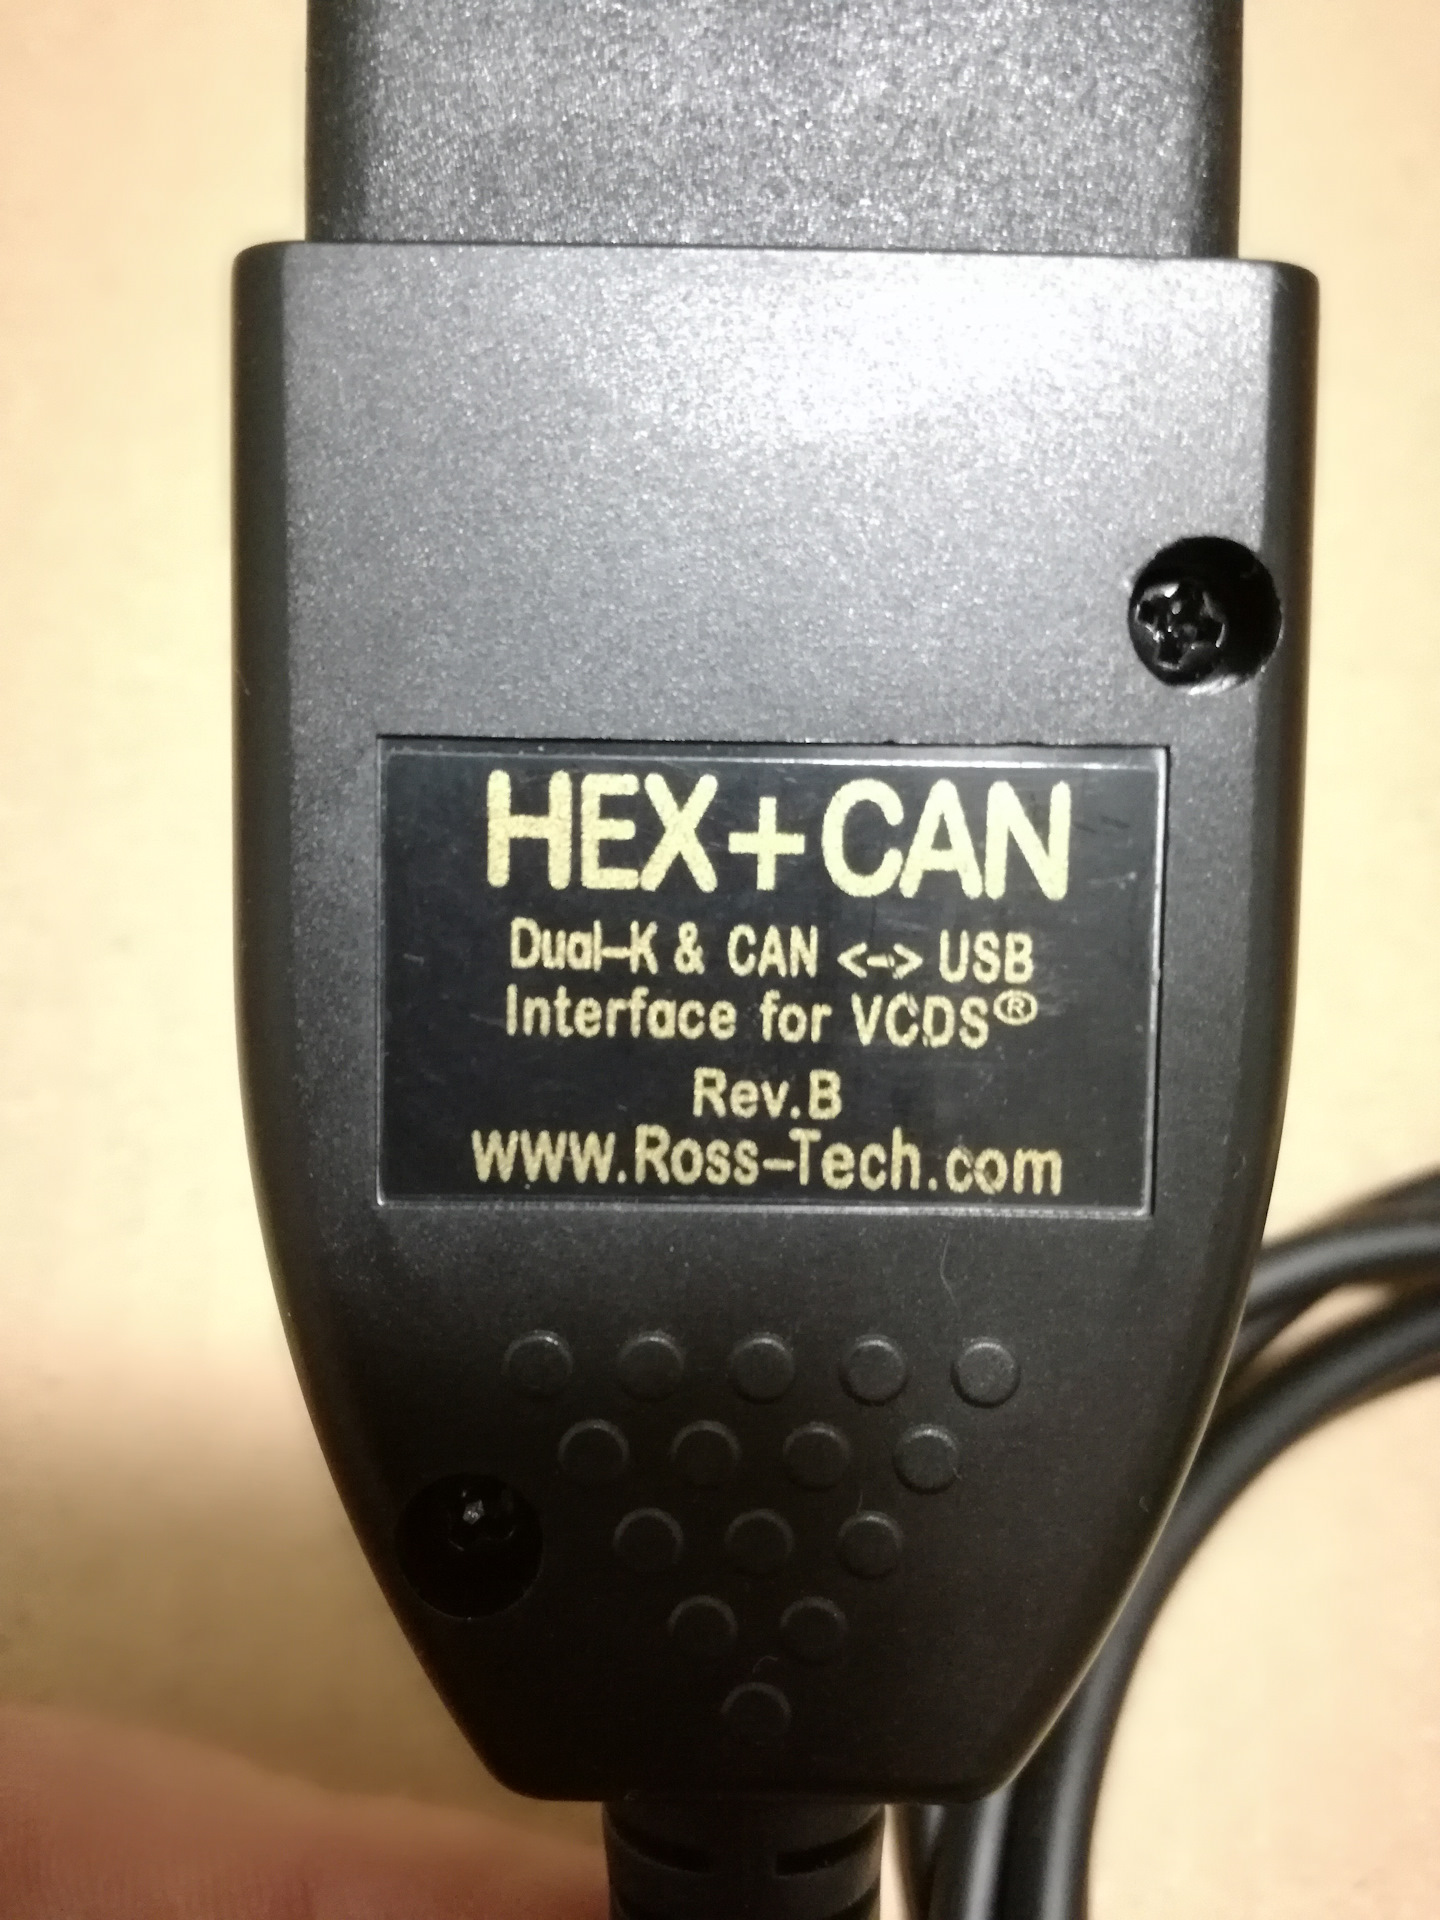 HEX+CAN
Dual-K & CAN <-> USB
Interface for VCDS®
Rev.B
www.Ross-Tech.com